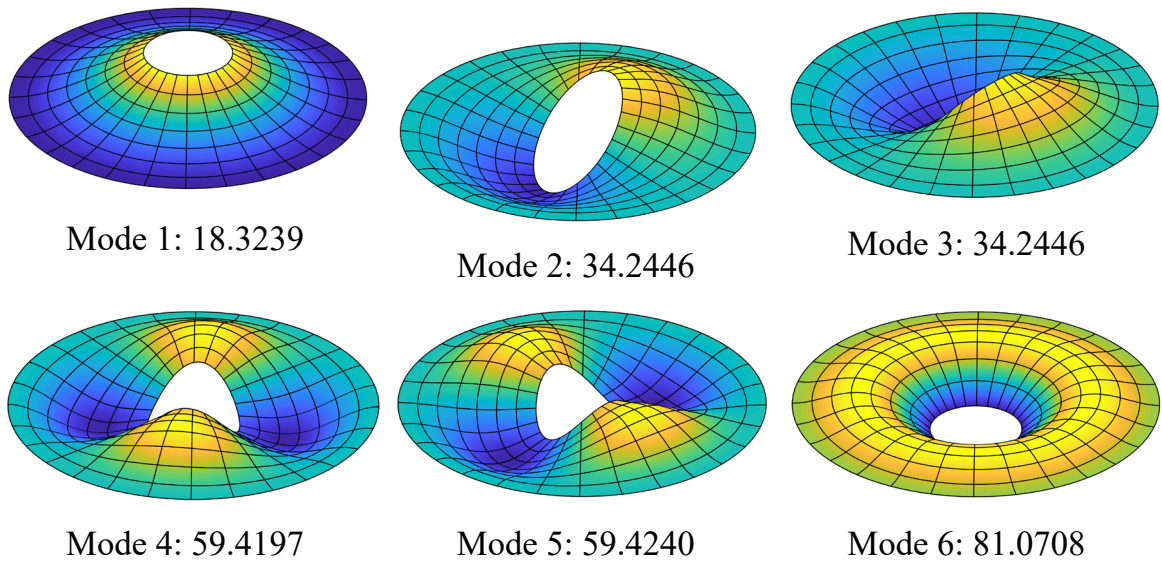 Mode 1: 18.3239
Mode 2: 34.2446
Mode 3: 34.2446
Mode 4: 59.4197
Mode 5: 59.4240
Mode 6: 81.0708